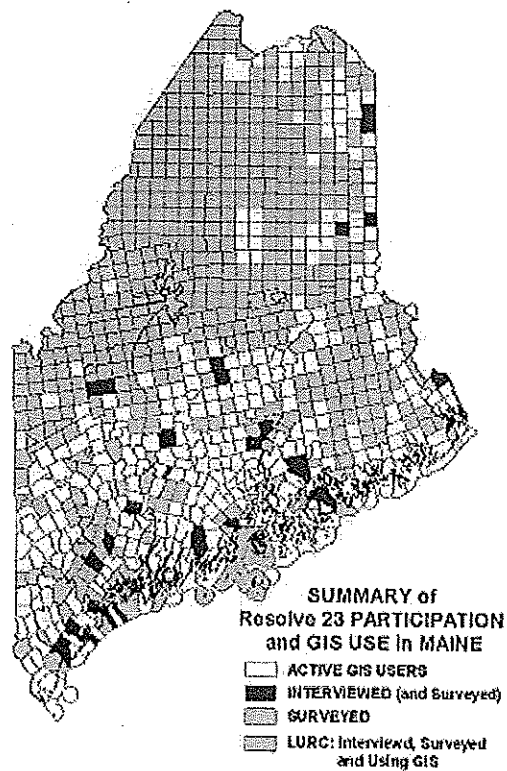 SUMMARY of
Resolve 23 PARTICIPATION
and GIS USE in MAINE
ACTIVE GIS USERS
INTERVIEWED (and Surveyed)
SURVEYED
LURC: Interviewd, Surveyed
and Using GIS